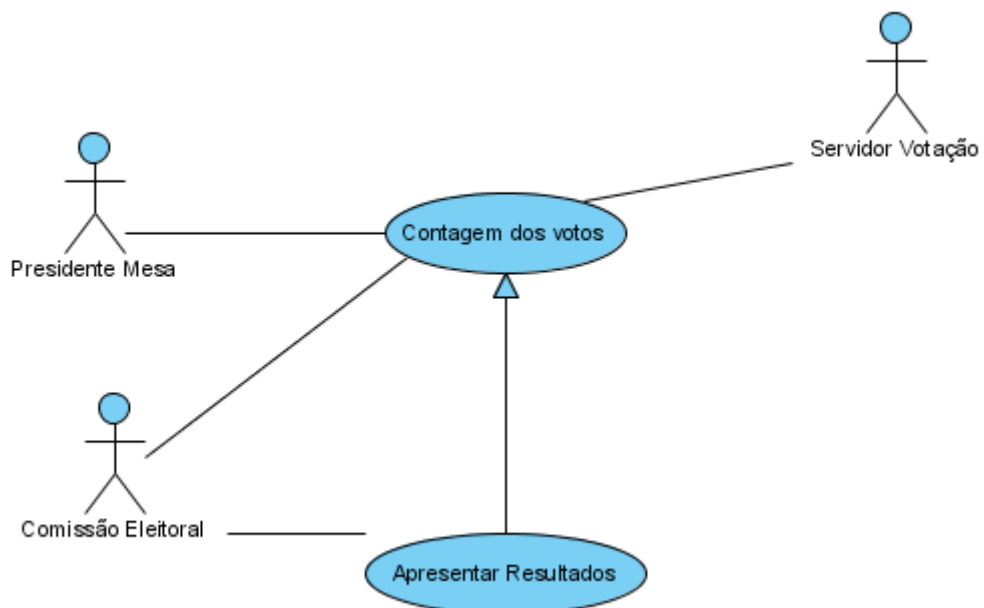 Servidor Votação
Contagem dos votos
Presidente Mesa
Comissão Eleitoral
Apresentar Resultados